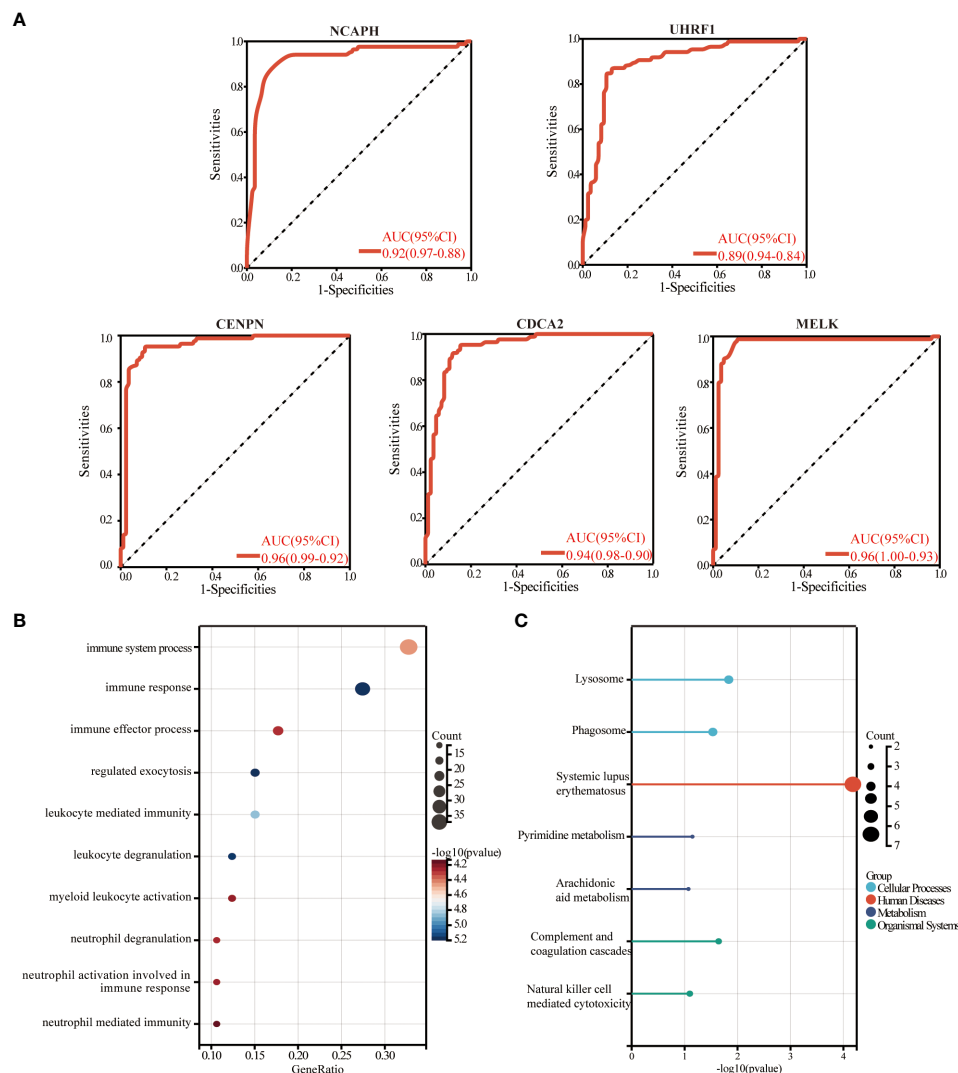 A
NCAPH
UHRF1
Sensitivities
1.0
0.8
0.6
0.4
0.2
0.0
0.0 0.2 0.4 0.6 0.8 1.0
1-Specificities
AUC(95%CI)
0.92(0.97-0.88)
Sensitivities
1.0
0.8
0.6
0.4
0.2
0.0
0.0 0.2 0.4 0.6 0.8 1.0
1-Specificities
AUC(95%CI)
0.89(0.94-0.84)
CENPN
CDCA2
MELK
Sensitivities
1.0
0.8
0.6
0.4
0.2
0.0
0.0 0.2 0.4 0.6 0.8 1.0
1-Specificities
AUC(95%CI)
0.96(0.99-0.92)
Sensitivities
1.0
0.8
0.6
0.4
0.2
0.0
0.0 0.2 0.4 0.6 0.8 1.0
1-Specificities
AUC(95%CI)
0.94(0.98-0.90)
Sensitivities
1.0
0.8
0.6
0.4
0.2
0.0
0.0 0.2 0.4 0.6 0.8 1.0
1-Specificities
AUC(95%CI)
0.96(1.00-0.93)
B
immune system process
immune response
immune effector process
regulated exocytosis
leukocyte mediated immunity
leukocyte degranulation
myeloid leukocyte activation
neutrophil degranulation
neutrophil activation involved in
immune response
neutrophil mediated immunity
0.10 0.15 0.20 0.25 0.30
GeneRatio
Count
15
20
25
30
35
-log10(pvalue)
4.2
4.4
4.6
4.8
5.0
5.2
C
Lysosome
Phagosome
Systemic lupus
erythematosus
Pyrimidine metabolism
Arachidonic
aid metabolism
Complement and
coagulation cascades
Natural killer cell
mediated cytotoxicity
0 1 2 3 4
-log10(pvalue)
Count
2
3
4
5
6
7
Group
Cellular Processes
Human Diseases
Metabolism
Organismal Systems